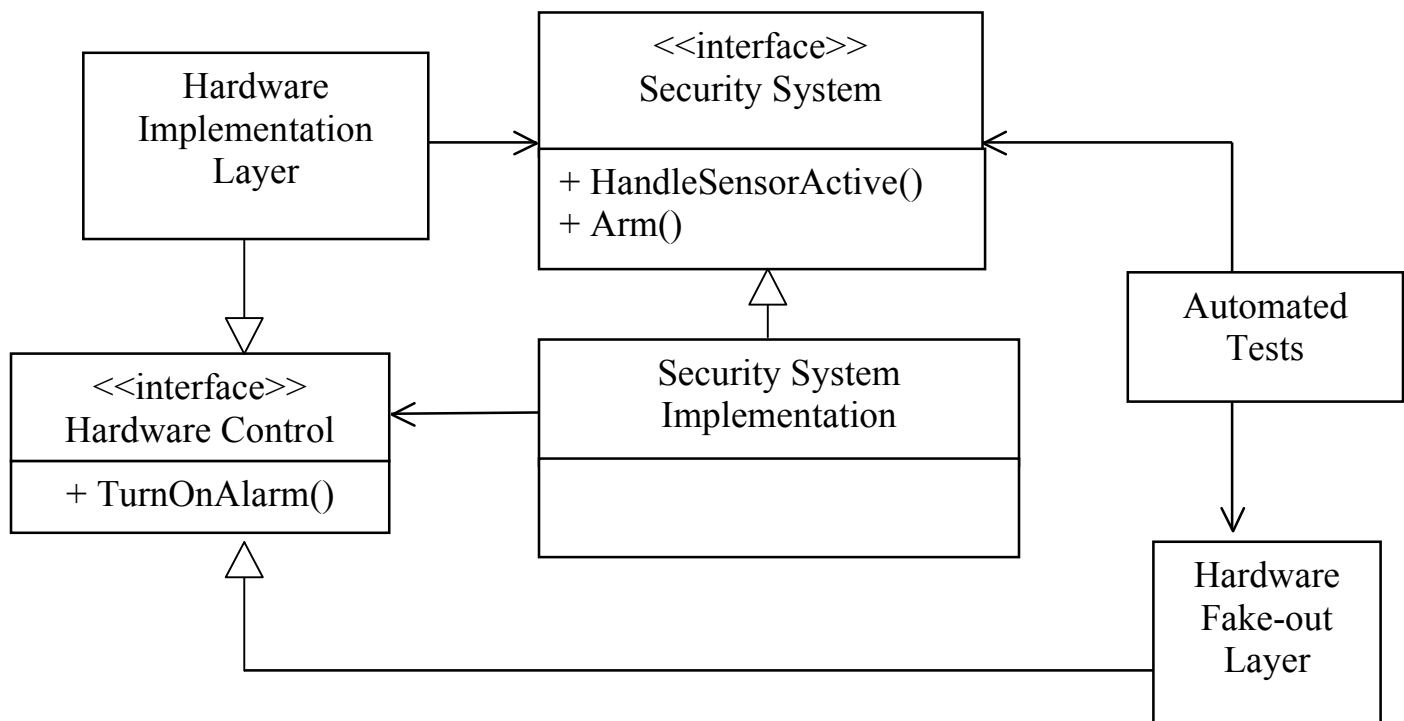 Hardware
Implementation
Layer
<<interface>>
Security System
+ HandleSensorActive()
+ Arm()
Automated
Tests
<<interface>>
Hardware Control
+ TurnOnAlarm()
Security System
Implementation
Hardware
Fake-out
Layer